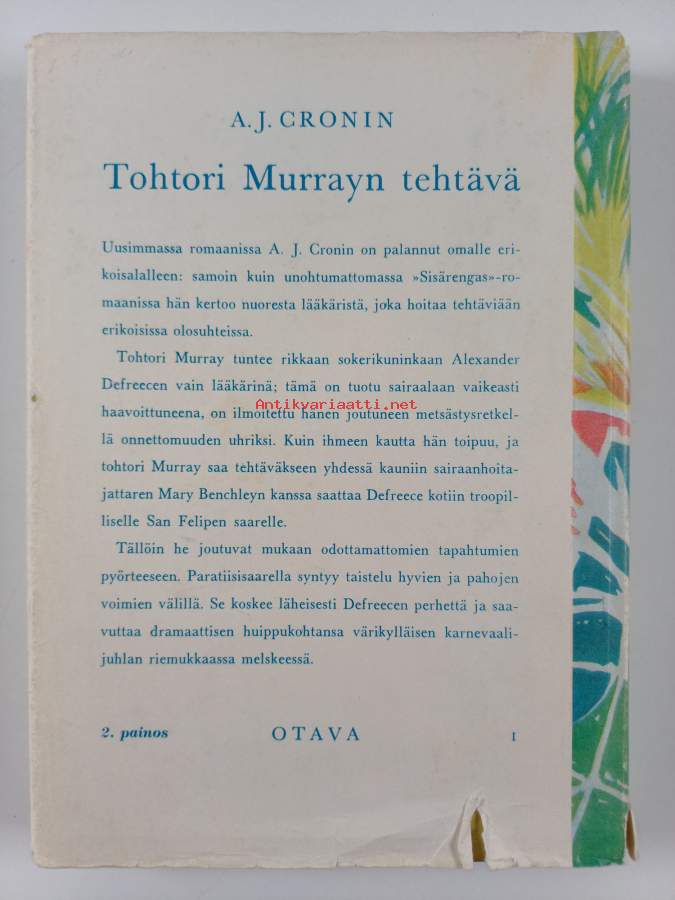 A. J. CRONIN
Tohtori Murrayn tehtävä
Uusimmassa romaanissa A. J. Cronin on palannut omalle eri-
koisalalleen: samoin kuin unohtumattomassa »Sisärengas»-ro-
maanissa hän kertoo nuoresta lääkäristä, joka hoitaa tehtäviään
erikoisissa olosuhteissa.
Tohtori Murray tuntee rikkaan sokerikuninkaan Alexander
Defreecen vain lääkärinä; tämä on tuotu sairaalaan vaikeasti
Antikvariaatti.net
haavoittuneena, on ilmoitettu hänen joutuneen metsästysretkel-
lä onnettomuuden uhriksi. Kuin ihmeen kautta hän toipuu, ja
tohtori Murray saa tehtäväkseen yhdessä kauniin sairaanhoita-
jattaren Mary Benchleyn kanssa saattaa Defreece kotiin troopil-
liselle San Felipen saarelle.
Tällöin he joutuvat mukaan odottamattomien tapahtumien
pyörteeseen. Paratiisisaarella syntyy taistelu hyvien ja pahojen
voimien välillä. Se koskee läheisesti Defreecen perhettä ja saa-
vuttaa dramaattisen huippukohtansa värikylläisen karnevaali-
juhlan riemukkaassa melskeessä.
2. painos OTAVA 1